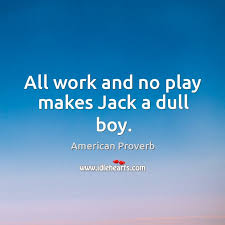 All work and no play
makes Jack a dull
boy.
American Proverb
www.idlehearts.com